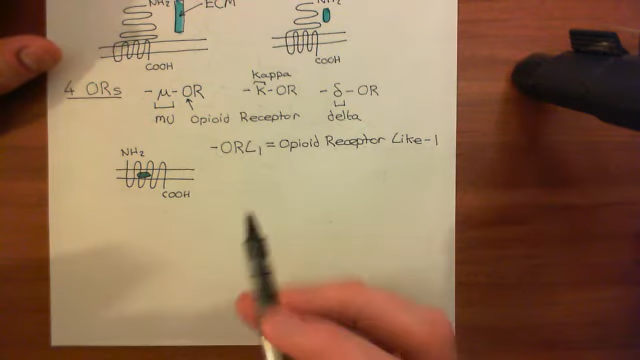 NH₂ ECM NH₂
COOH COOH
4 ORs -μ-OR -K-OR -δ-OR
Kappa
mu Opioid Receptor delta
-ORL₁ = Opioid Receptor Like-1
NH₂
COOH